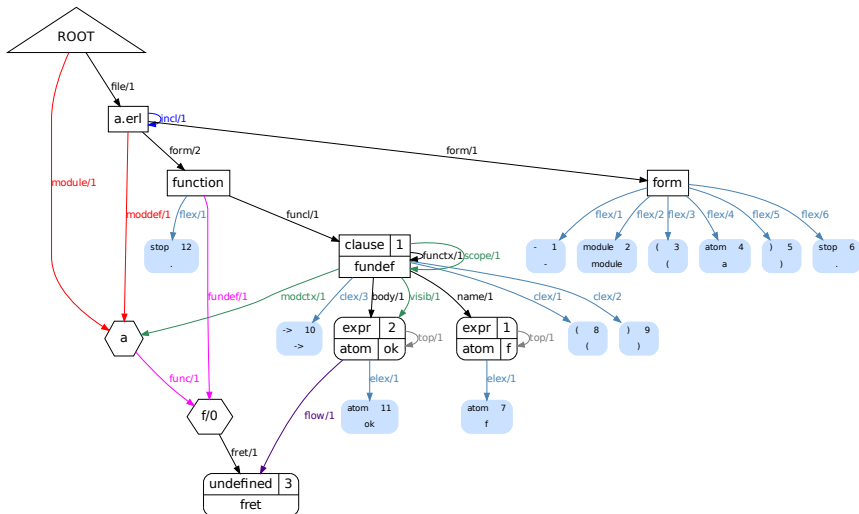 ROOT
file/1
a.erl
incl/1
form/2
form/1
module/1
moddef/1
function
form
flex/1
funcl/1
fundef/1
flex/1
flex/2
flex/3
flex/4
flex/5
flex/6
stop 12
.
clause 1
fundef
functx/1
scope/1
- 1
-
module 2
module
( 3
(
atom 4
a
) 5
)
stop 6
.
modctx/1
clex/3
body/1
visib/1
name/1
clex/1
clex/2
a
-> 10
->
expr 2
atom ok
top/1
expr 1
atom f
top/1
( 8
(
) 9
)
func/1
elex/1
elex/1
f/0
flow/1
atom 11
ok
atom 7
f
fret/1
undefined 3
fret